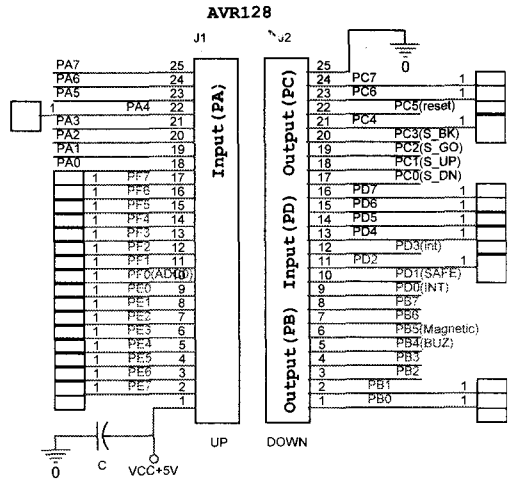 AVR128
J1
J2
PA7 25
PA6 24
PA5 23
1 PA4 22
PA3 21
PA2 20
PA1 19
PA0 18
1 PF7 17
1 PF6 16
1 PF5 15
1 PF4 14
1 PF3 13
1 PF2 12
1 PF1 11
1 PF0(AD00) 10
1 PE0 9
1 PE1 8
1 PE2 7
1 PE3 6
1 PE4 5
1 PE5 4
1 PE6 3
1 PE7 2
1
Input(PA)
UP
C
0
VCC+5V
Output(PC)
Input(PD)
Output(PB)
DOWN
25
0
24 PC7 1
23 PC6 1
22 PC5(reset)
21 PC4 1
20 PC3(S_BK)
19 PC2(S_GO)
18 PC1(S_UP)
17 PC0(S_DN)
16 PD7 1
15 PD6 1
14 PD5 1
13 PD4 1
12 PD3(int)
11 PD2 1
10 PD1(SAFE)
9 PD0(INT)
8 PB7
7 PB6
6 PB5(Magnetic)
5 PB4(BUZ)
4 PB3
3 PB2
2 PB1 1
1 PB0 1